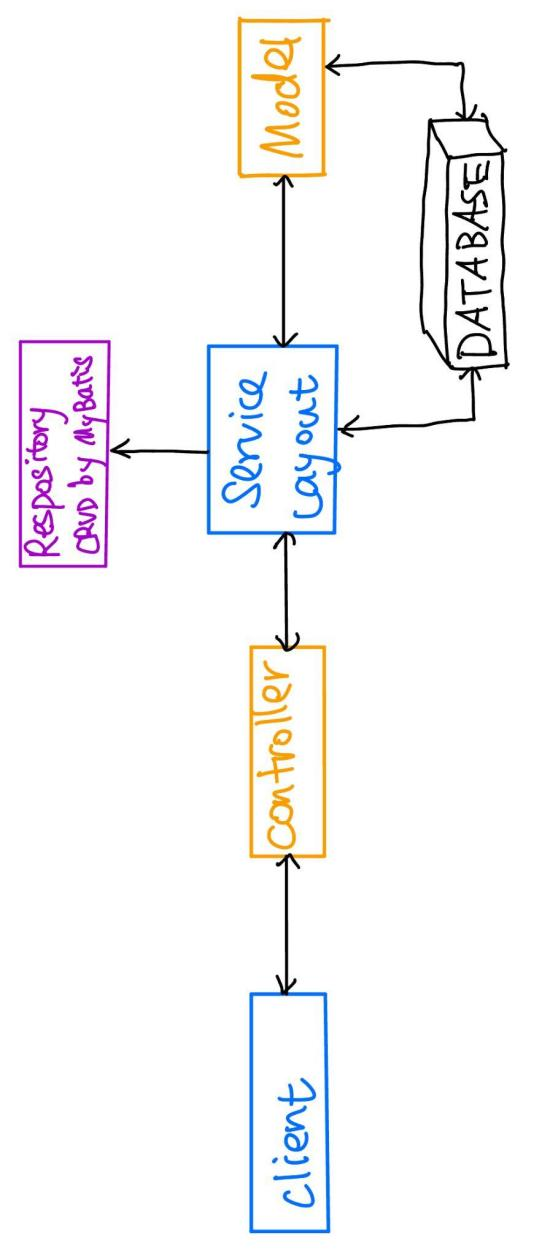 Client
Controller
Service
Layout
Respository
CRUD by MyBatis
Model
DATABASE